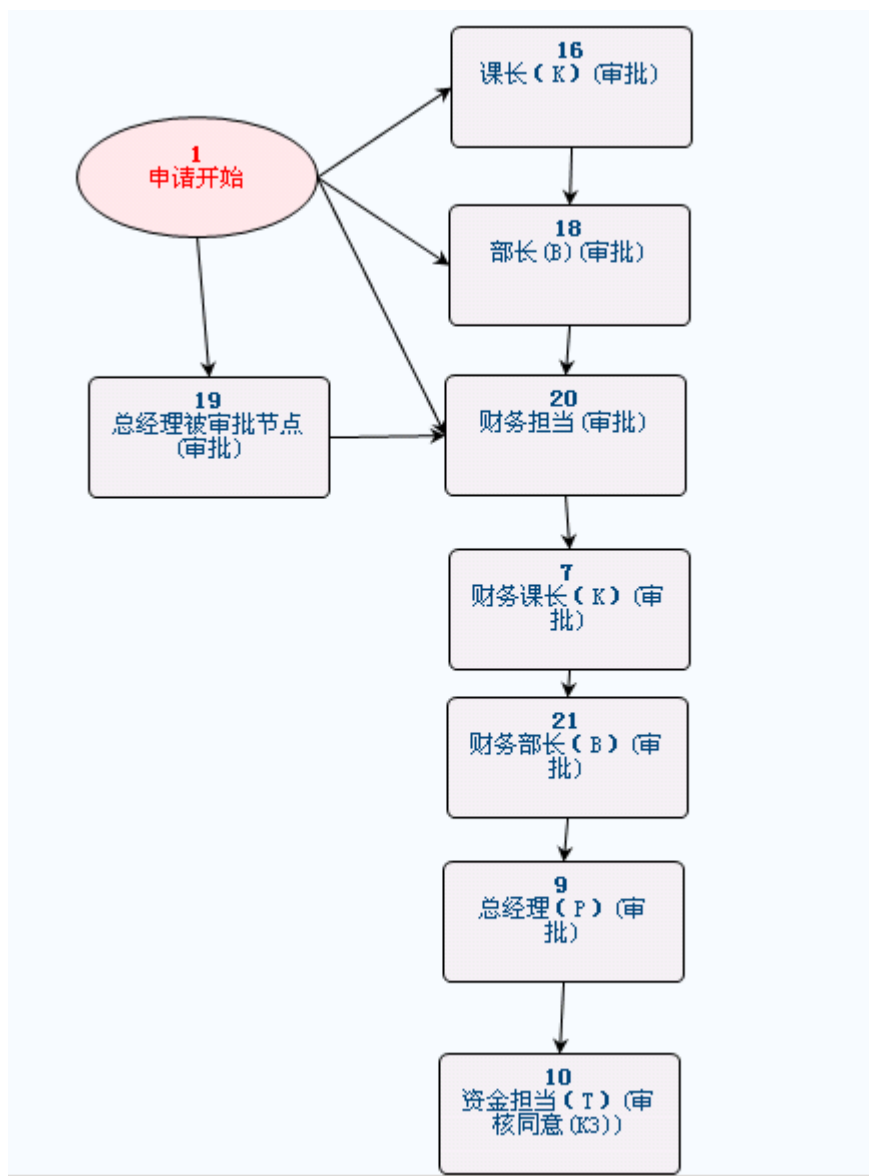 16
课长(K)(审批)
1
申请开始
18
部长(B)(审批)
19
总经理被审批节点
(审批)
20
财务担当(审批)
7
财务课长(K)(审
批)
21
财务部长(B)(审
批)
9
总经理(P)(审
批)
10
资金担当(T)(审
核同意(K3))